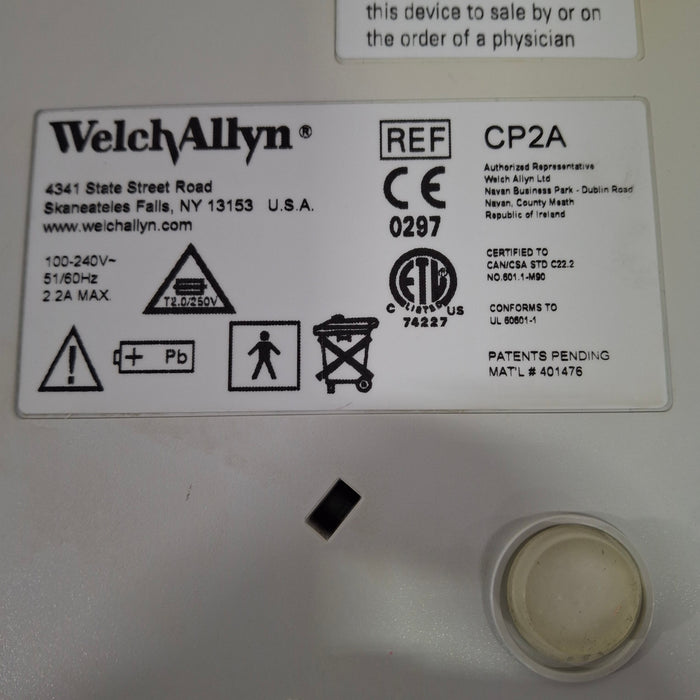 this device to sale by or on
the order of a physician
WelchAllyn®
4341 State Street Road
Skaneateles Falls, NY 13153 U.S.A.
www.welchallyn.com
100-240V~
51/60Hz
2.2A MAX.
T2.0/250V
+ Pb
REF CP2A
CE
0297
Authorized Representative
Welch Allyn Ltd
Navan Business Park - Dublin Road
Navan, County Meath
Republic of Ireland
ETL
C LISTED US
74227
CERTIFIED TO
CAN/CSA STD C22.2
NO.601.1-M90
CONFORMS TO
UL 60601-1
PATENTS PENDING
MAT'L # 401476